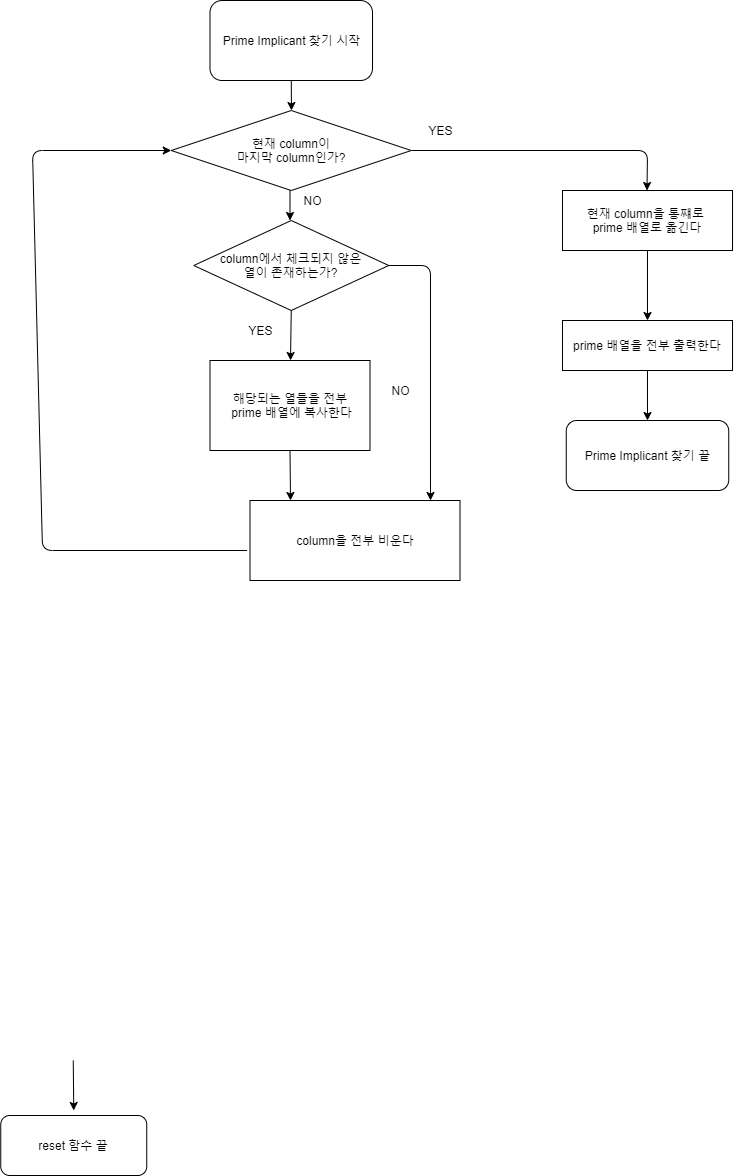 Prime Implicant 찾기 시작
현재 column이
마지막 column인가?
YES
NO
현재 column을 통째로
prime 배열로 옮긴다
column에서 체크되지 않은
열이 존재하는가?
YES
prime 배열을 전부 출력한다
해당되는 열들을 전부
prime 배열에 복사한다
NO
Prime Implicant 찾기 끝
column을 전부 비운다
reset 함수 끝